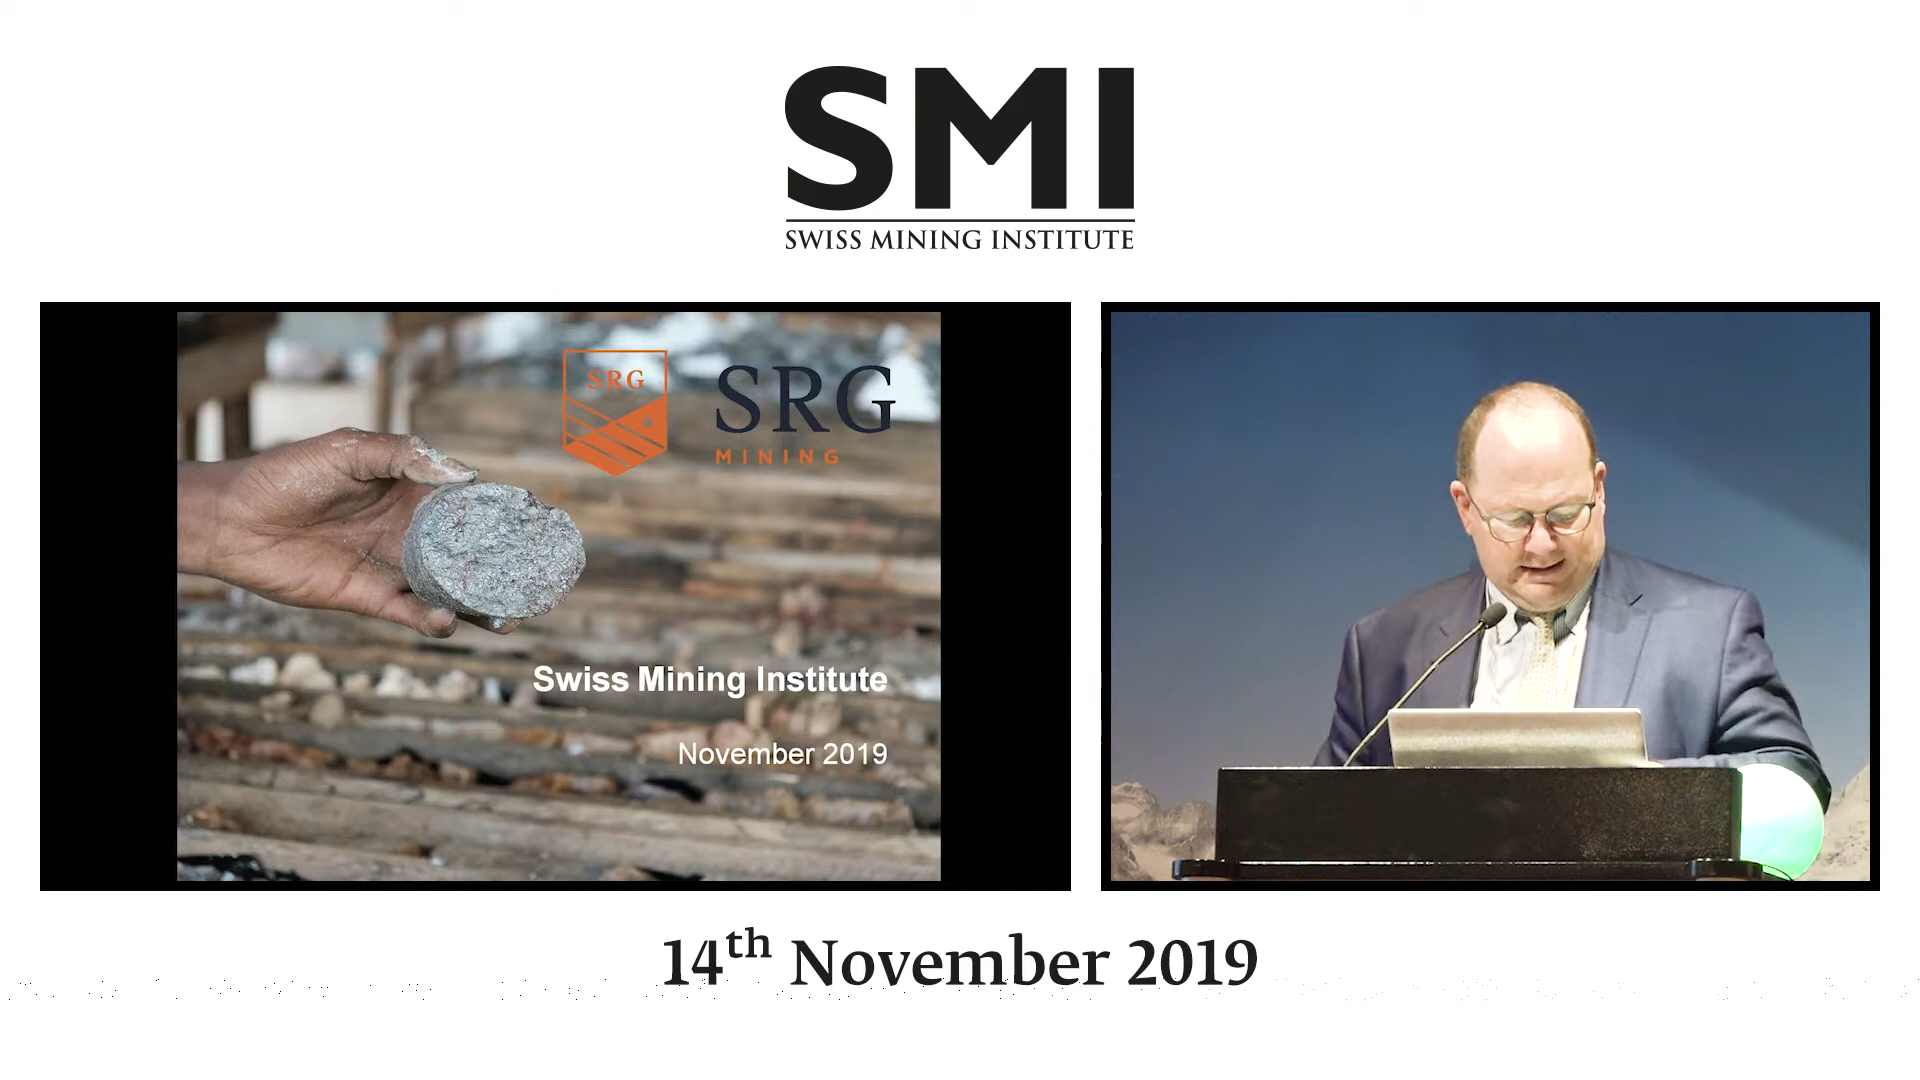 SMI
SWISS MINING INSTITUTE
SRG
SRG
MINING
Swiss Mining Institute
November 2019
14th November 2019